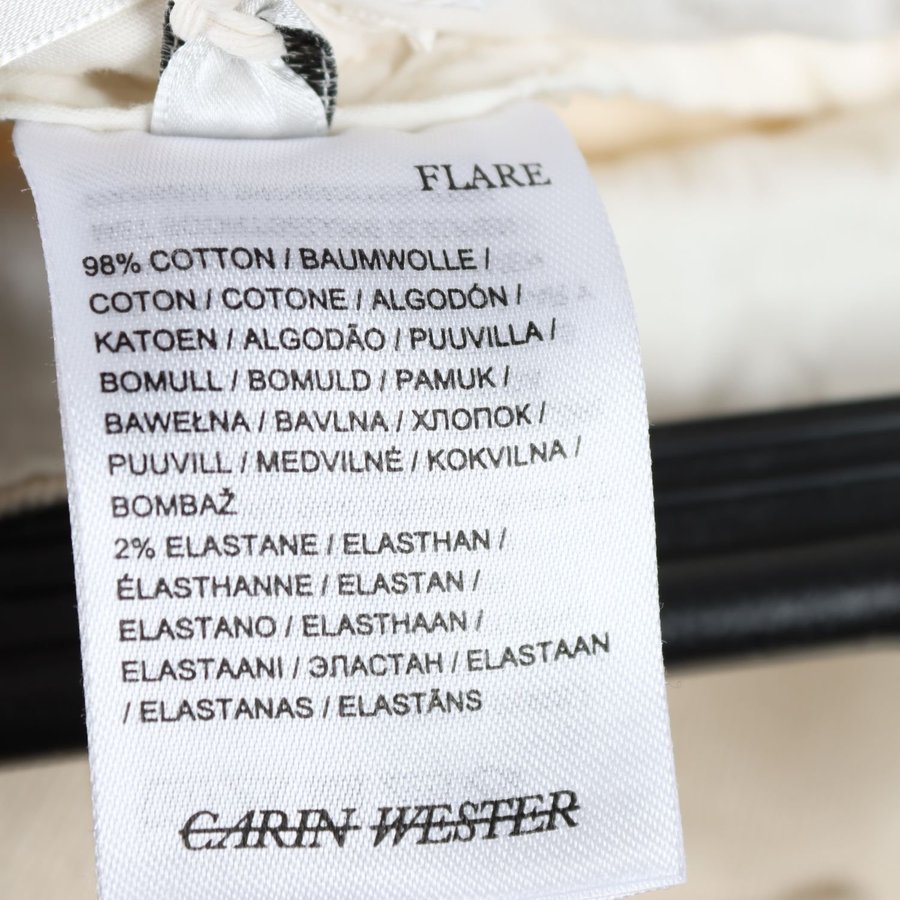 FLARE
98% COTTON / BAUMWOLLE /
COTON / COTONE / ALGODÓN /
KATOEN / ALGODÃO / PUUVILLA /
BOMULL / BOMULD / PAMUK /
BAWEŁNA / BAVLNA / ХЛОПОК /
PUUVILL / MEDVILNĖ / KOKVILNA /
BOMBAŽ
2% ELASTANE / ELASTHAN /
ÉLASTHANNE / ELASTAN /
ELASTANO / ELASTHAAN /
ELASTAANI / ЭЛАСТАН / ELASTAAN
/ ELASTANAS / ELASTĀNS
CARIN WESTER